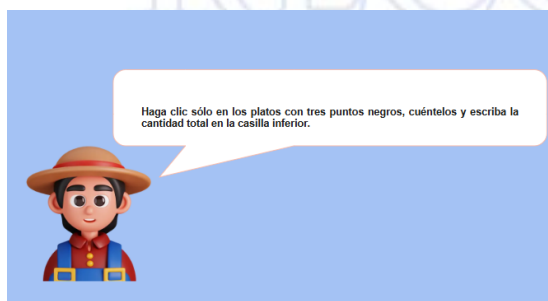 Haga clic sólo en los platos con tres puntos negros, cuéntelos y escriba la
cantidad total en la casilla inferior.